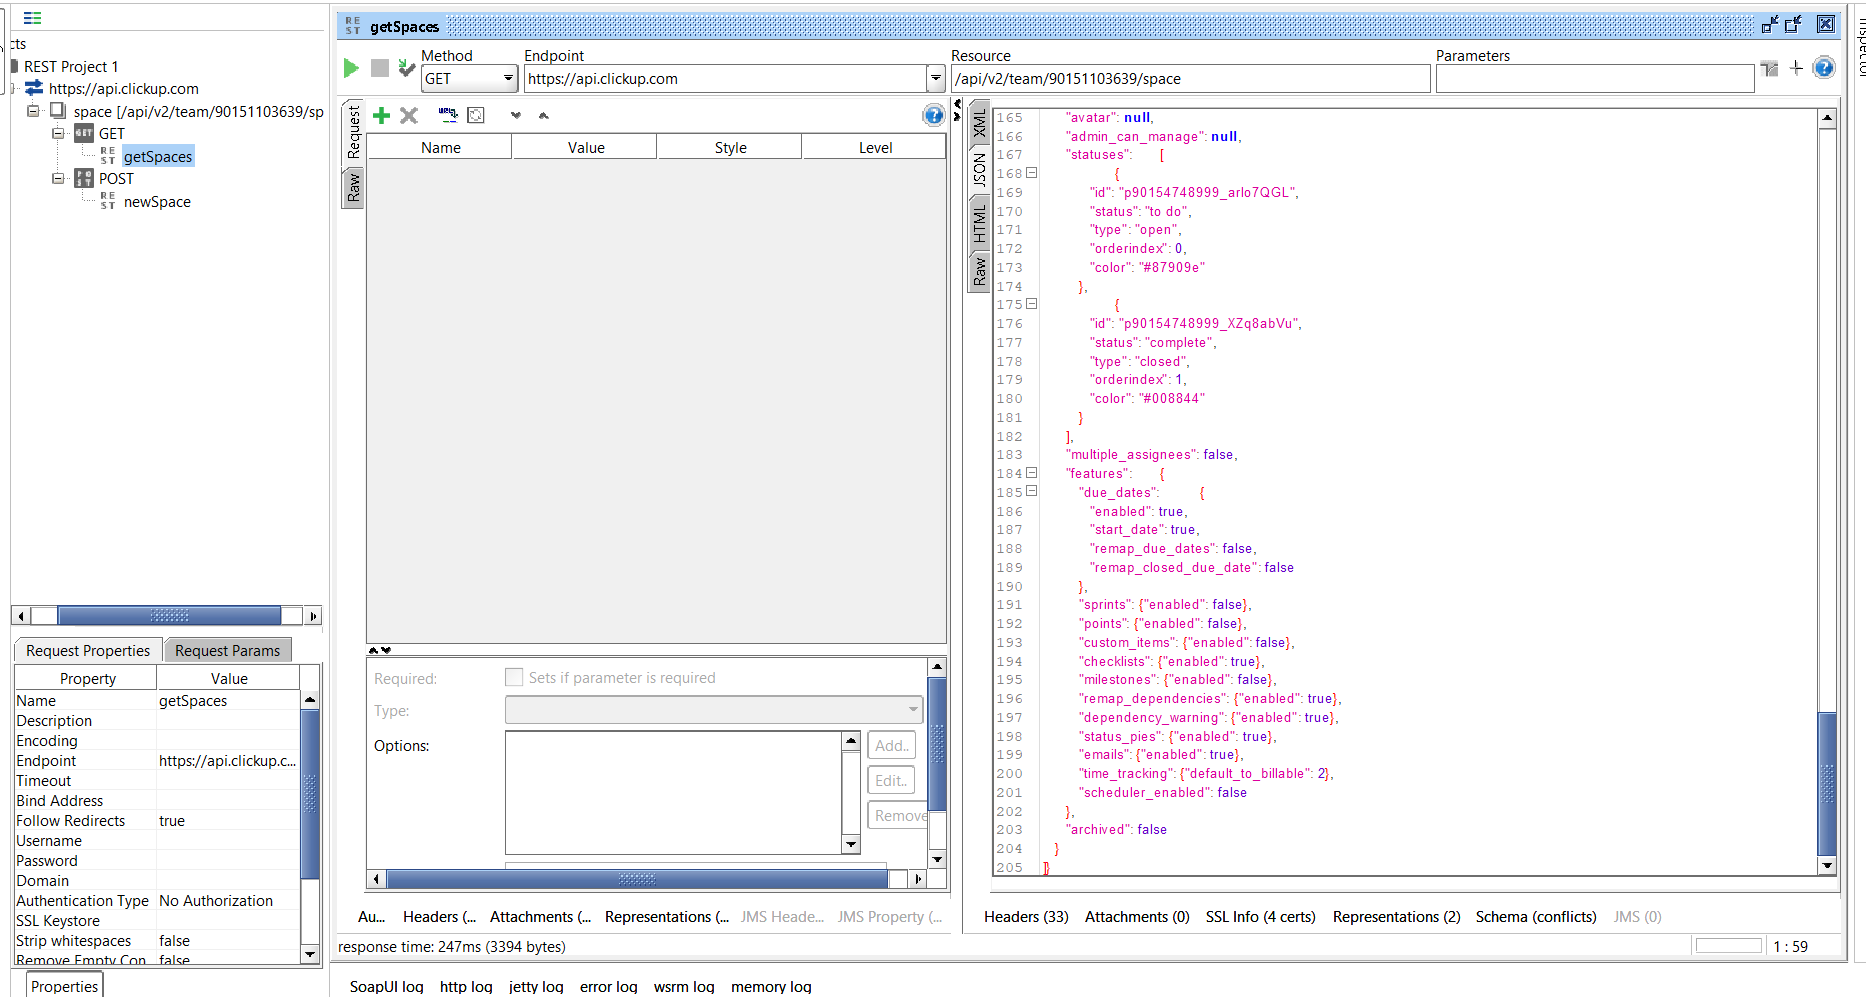 cts
REST Project 1
https://api.clickup.com
space [/api/v2/team/90151103639/sp
GET
getSpaces
POST
newSpace
Request Properties
Request Params
Property Value
Name getSpaces
Description
Encoding
Endpoint https://api.clickup.c...
Timeout
Bind Address
Follow Redirects true
Username
Password
Domain
Authentication Type No Authorization
SSL Keystore
Strip whitespaces false
Remove Empty Con false
Properties
REST getSpaces
Method
GET
Endpoint
https://api.clickup.com
Resource
/api/v2/team/90151103639/space
Parameters
Request
Raw
Name Value Style Level
Required: Sets if parameter is required
Type:
Options:
Add..
Edit..
Remove
Au... Headers (... Attachments (... Representations (... JMS Heade... JMS Property (...
XML
JSON
HTML
Raw
165 "avatar": null,
166 "admin_can_manage": null,
167 "statuses": [
168 {
169 "id": "p90154748999_arlo7QGL",
170 "status": "to do",
171 "type": "open",
172 "orderindex": 0,
173 "color": "#87909e"
174 },
175 {
176 "id": "p90154748999_XZq8abVu",
177 "status": "complete",
178 "type": "closed",
179 "orderindex": 1,
180 "color": "#008844"
181 }
182 ],
183 "multiple_assignees": false,
184 "features": {
185 "due_dates": {
186 "enabled": true,
187 "start_date": true,
188 "remap_due_dates": false,
189 "remap_closed_due_date": false
190 },
191 "sprints": {"enabled": false},
192 "points": {"enabled": false},
193 "custom_items": {"enabled": false},
194 "checklists": {"enabled": true},
195 "milestones": {"enabled": false},
196 "remap_dependencies": {"enabled": true},
197 "dependency_warning": {"enabled": true},
198 "status_pies": {"enabled": true},
199 "emails": {"enabled": true},
200 "time_tracking": {"default_to_billable": 2},
201 "scheduler_enabled": false
202 },
203 "archived": false
204 }
205 ]}
Headers (33) Attachments (0) SSL Info (4 certs) Representations (2) Schema (conflicts) JMS (0)
response time: 247ms (3394 bytes)
1 : 59
SoapUI log http log jetty log error log wsrm log memory log
Inspector